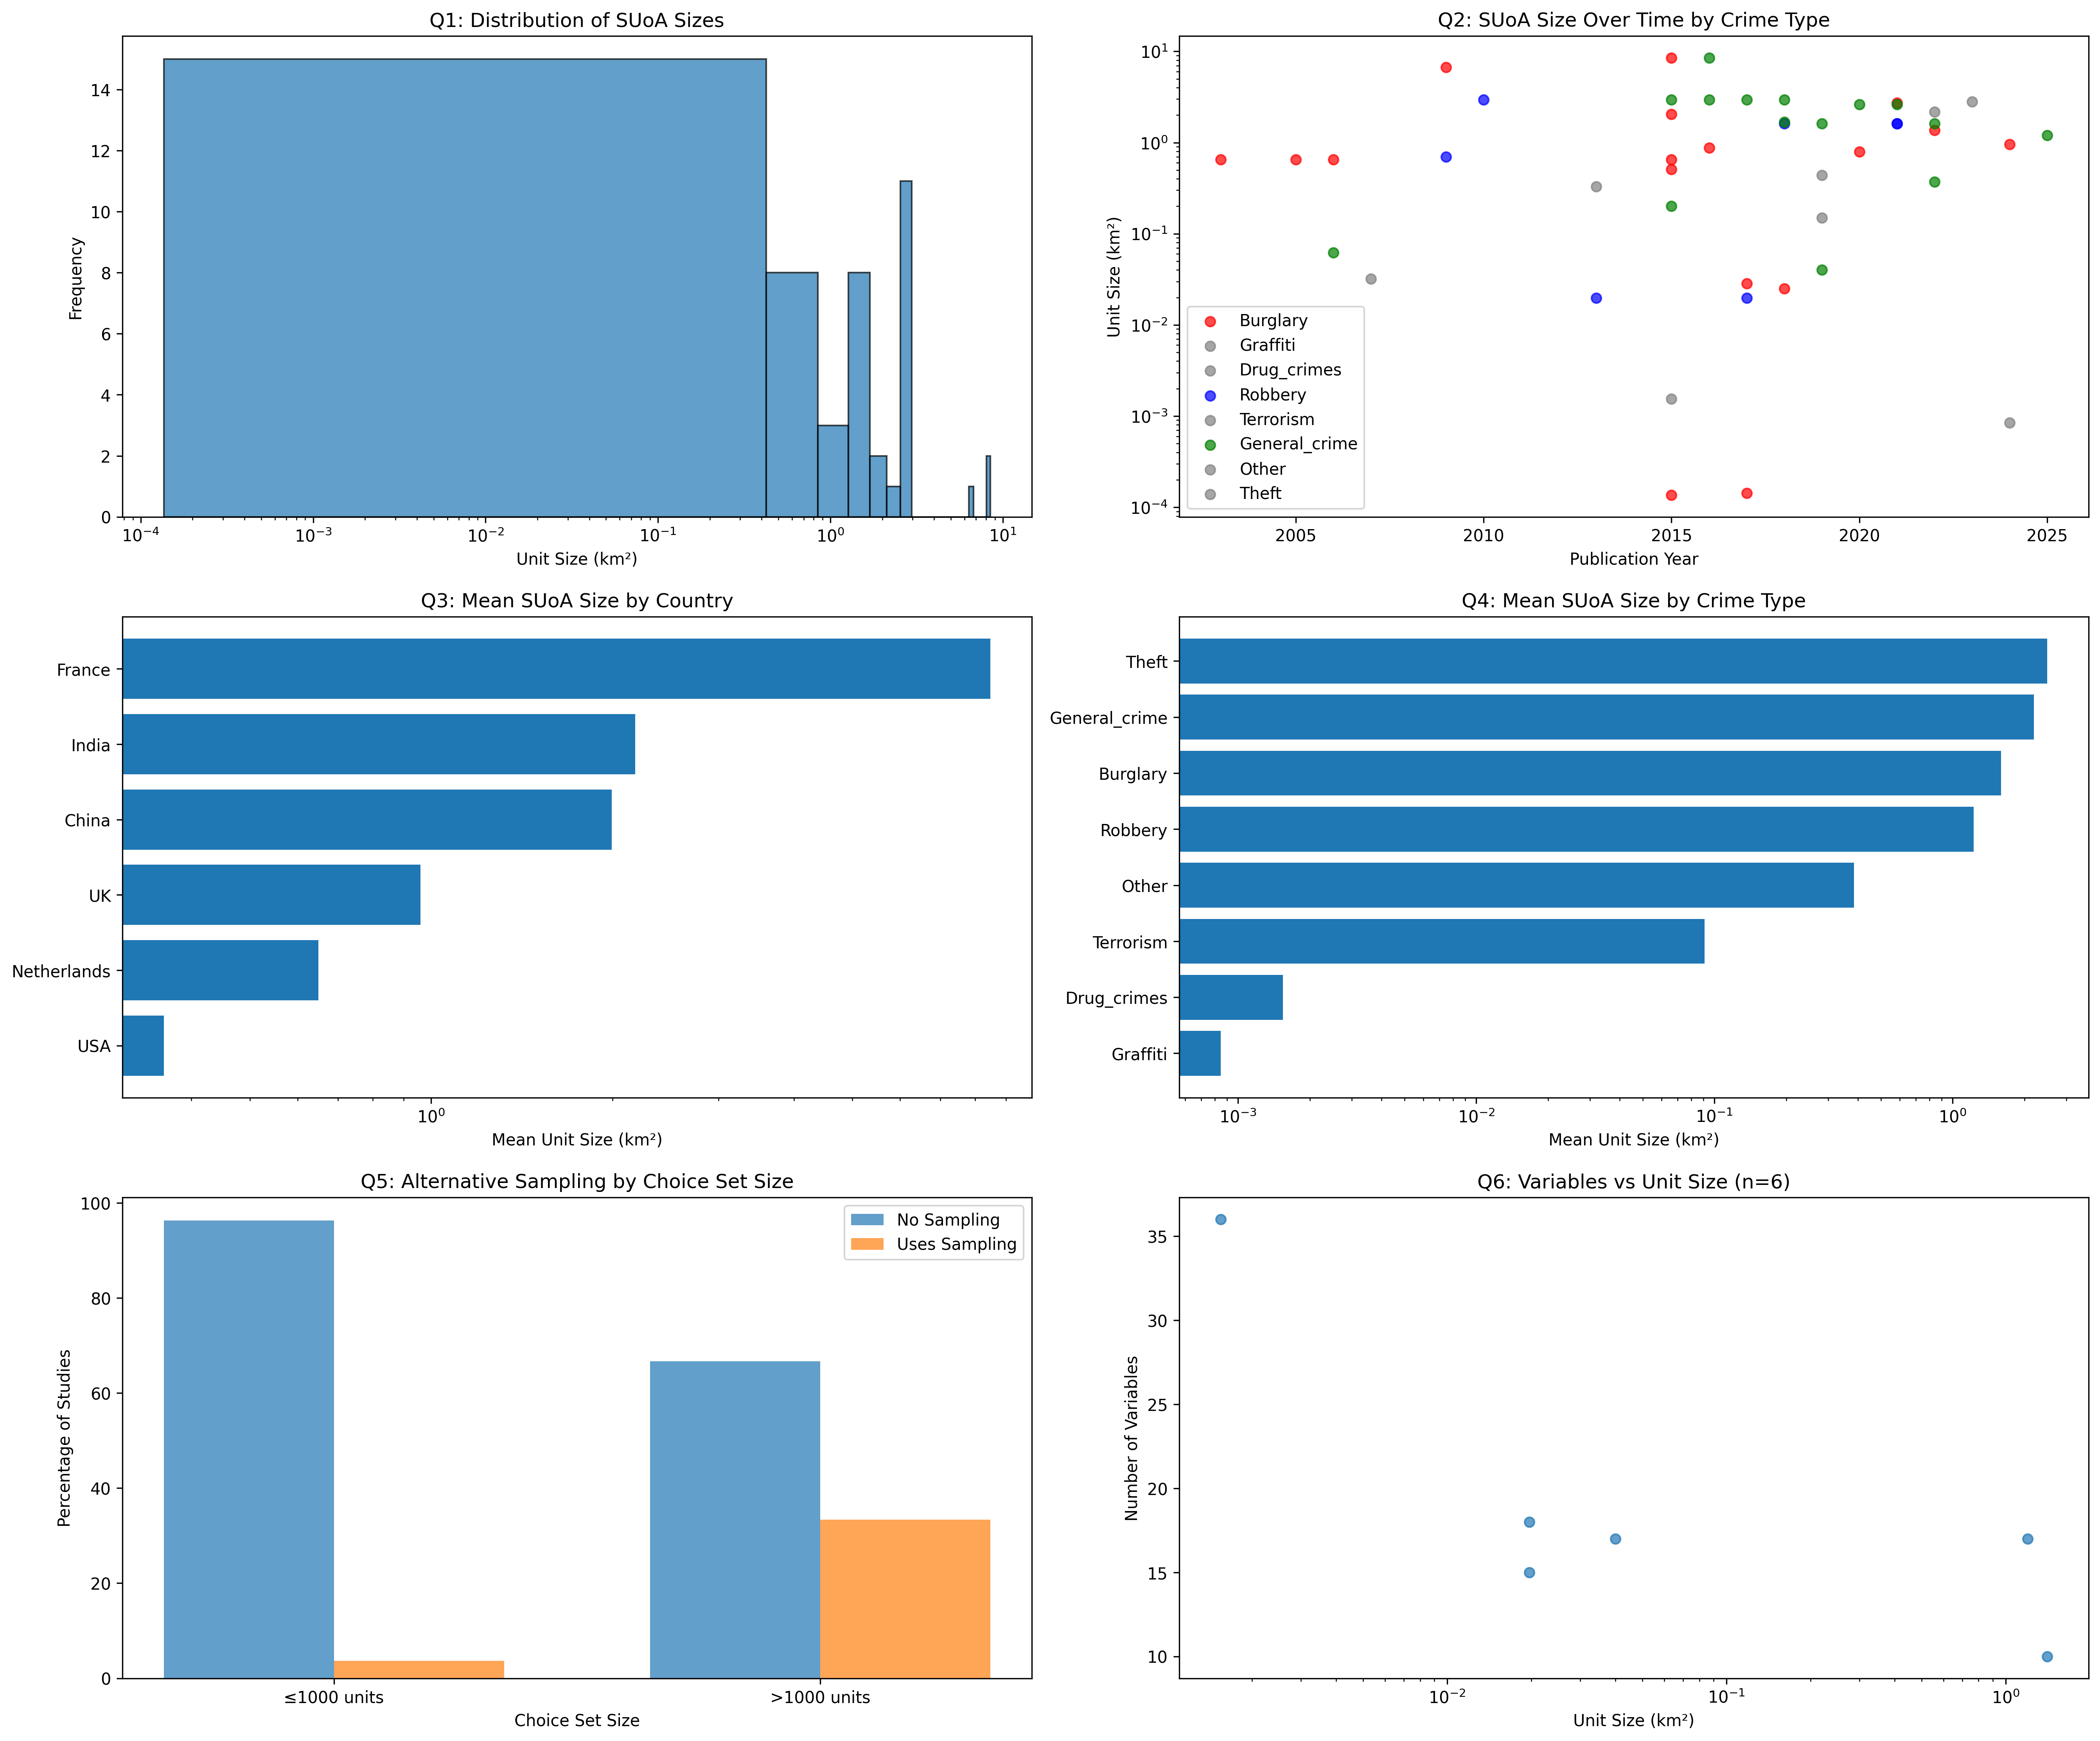 Q1: Distribution of SUoA Sizes
Frequency
14
12
10
8
6
4
2
0
10⁻⁴
10⁻³
10⁻²
10⁻¹
10⁰
10¹
Unit Size (km²)
Q2: SUoA Size Over Time by Crime Type
Unit Size (km²)
10¹
10⁰
10⁻¹
10⁻²
10⁻³
10⁻⁴
Burglary
Graffiti
Drug_crimes
Robbery
Terrorism
General_crime
Other
Theft
2005
2010
2015
2020
2025
Publication Year
Q3: Mean SUoA Size by Country
France
India
China
UK
Netherlands
USA
10⁰
Mean Unit Size (km²)
Q4: Mean SUoA Size by Crime Type
Theft
General_crime
Burglary
Robbery
Other
Terrorism
Drug_crimes
Graffiti
10⁻³
10⁻²
10⁻¹
10⁰
Mean Unit Size (km²)
Q5: Alternative Sampling by Choice Set Size
Percentage of Studies
100
80
60
40
20
0
No Sampling
Uses Sampling
≤1000 units
>1000 units
Choice Set Size
Q6: Variables vs Unit Size (n=6)
Number of Variables
35
30
25
20
15
10
10⁻²
10⁻¹
10⁰
Unit Size (km²)